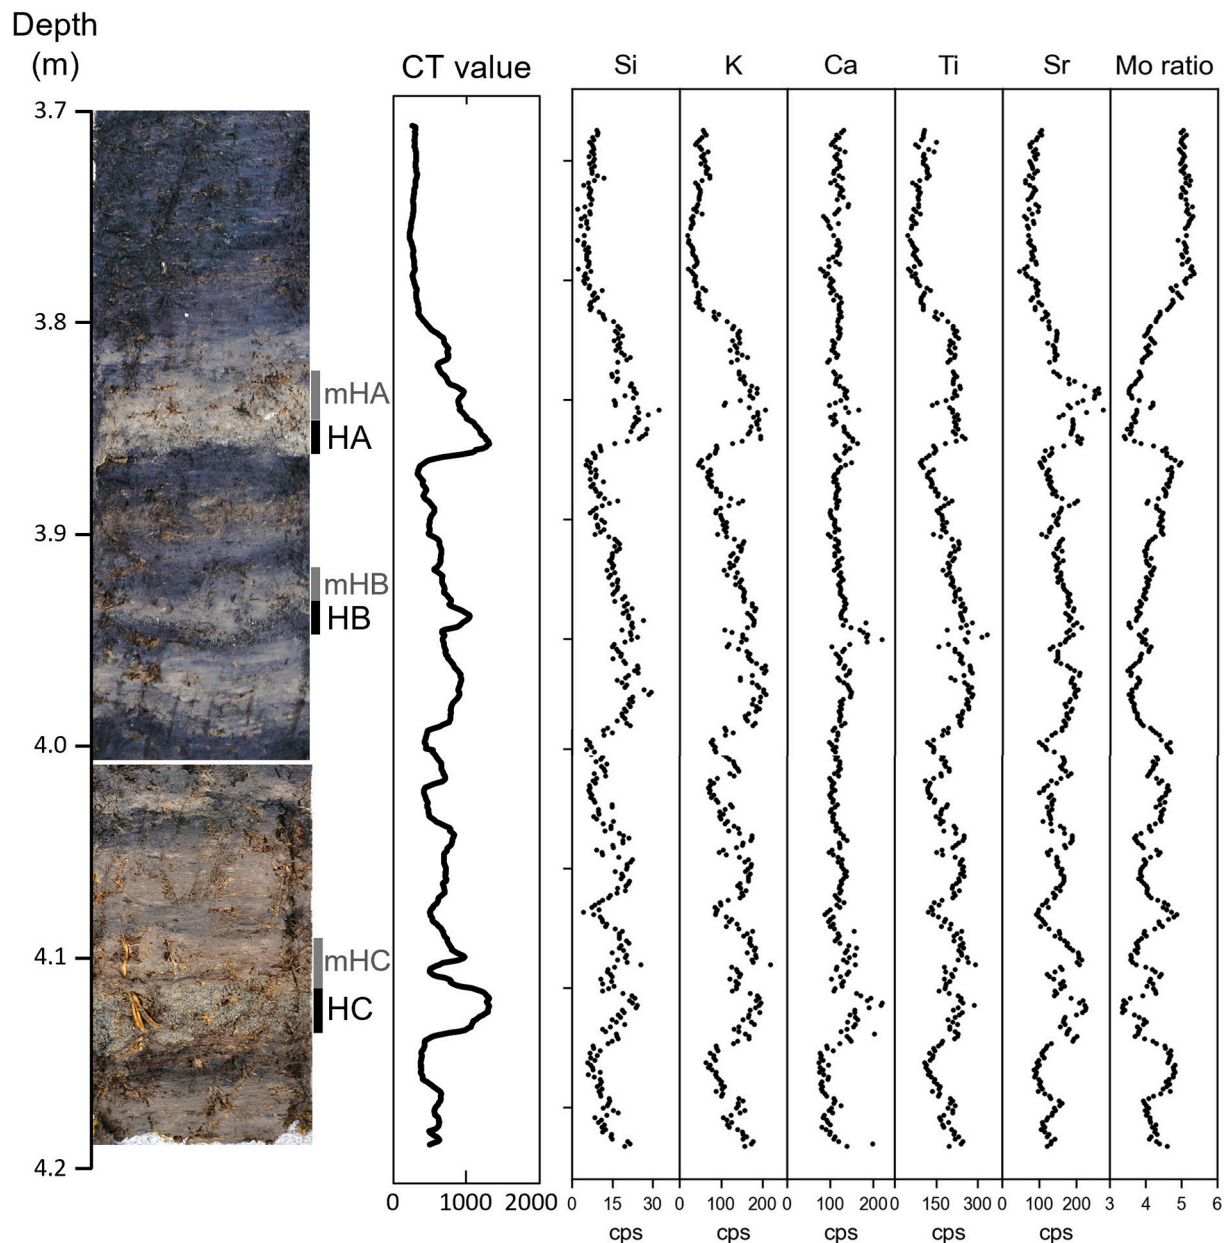 Depth
(m)
CT value
Si
K
Ca
Ti
Sr
Mo ratio
3.7
3.8
3.9
4.0
4.1
4.2
mHA
HA
mHB
HB
mHC
HC
0 1000 2000
0 15 30
0 100 200
0 100 200
0 150 300
0 100 200
3 4 5 6
cps
cps
cps
cps
cps